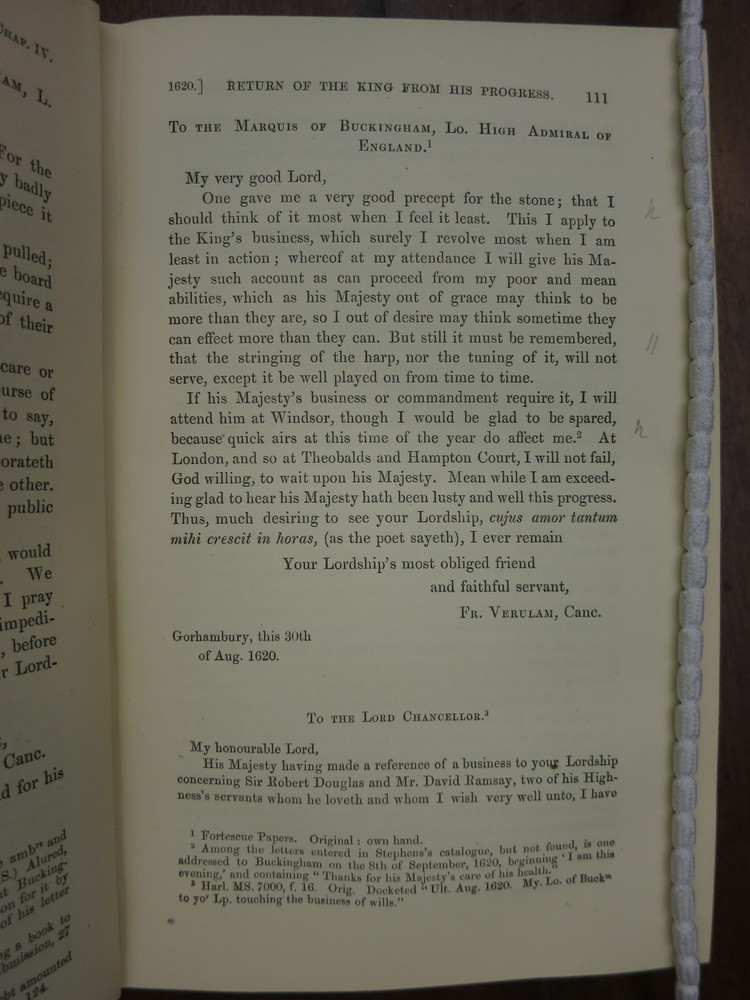 CHAP. IV.
AM, L.
For the
y badly
piece it
pulled;
e board
equire a
of their
care or
urse of
to say,
ne; but
orateth
e other.
public
would
. We
I pray
impedi-
, before
r Lord-
Canc.
d for his
amb" and
S.) Alured,
t Bucking-
on for it by
of his letter
ng a book to
bmission, 27
ht amounted
124.
1620.] RETURN OF THE KING FROM HIS PROGRESS. 111
TO THE MARQUIS OF BUCKINGHAM, LO. HIGH ADMIRAL OF
ENGLAND.¹
My very good Lord,
One gave me a very good precept for the stone; that I
should think of it most when I feel it least. This I apply to
the King's business, which surely I revolve most when I am
least in action; whereof at my attendance I will give his Ma-
jesty such account as can proceed from my poor and mean
abilities, which as his Majesty out of grace may think to be
more than they are, so I out of desire may think sometime they
can effect more than they can. But still it must be remembered,
that the stringing of the harp, nor the tuning of it, will not
serve, except it be well played on from time to time.
If his Majesty's business or commandment require it, I will
attend him at Windsor, though I would be glad to be spared,
because quick airs at this time of the year do affect me.² At
London, and so at Theobalds and Hampton Court, I will not fail,
God willing, to wait upon his Majesty. Mean while I am exceed-
ing glad to hear his Majesty hath been lusty and well this progress.
Thus, much desiring to see your Lordship, cujus amor tantum
mihi crescit in horas, (as the poet sayeth), I ever remain
Your Lordship's most obliged friend
and faithful servant,
FR. VERULAM, Canc.
Gorhambury, this 30th
of Aug. 1620.
TO THE LORD CHANCELLOR.³
My honourable Lord,
His Majesty having made a reference of a business to your Lordship
concerning Sir Robert Douglas and Mr. David Ramsay, two of his High-
ness's servants whom he loveth and whom I wish very well unto, I have
¹ Fortescue Papers. Original: own hand.
² Among the letters entered in Stephens's catalogue, but not found, is one
addressed to Buckingham on the 8th of September, 1620, beginning 'I am this
evening,' and containing "Thanks for his Majesty's care of his health."
³ Harl. MS. 7000, f. 16. Orig. Docketed "Ult. Aug. 1620. My. Lo. of Buckᵐ
to yoʳ Lp. touching the business of wills."